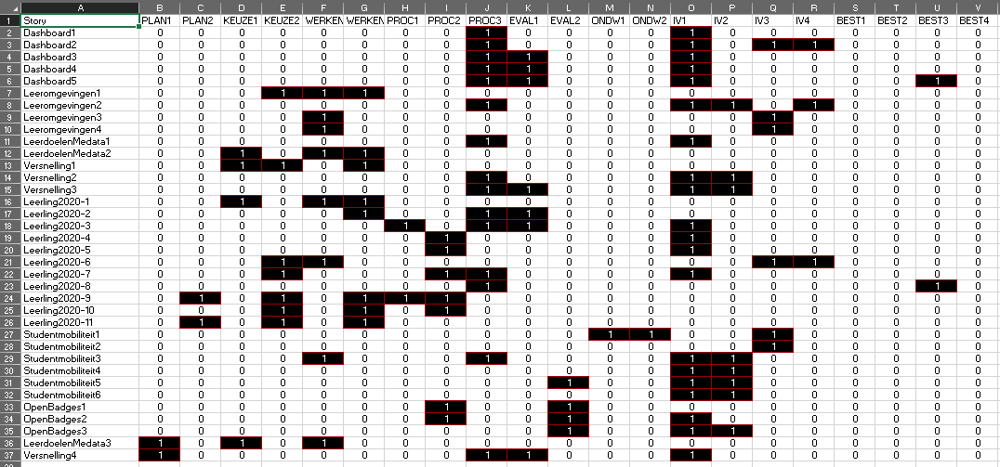 A B C D E F G H I J K L M N O P Q R S T U V
1 Story PLAN1 PLAN2 KEUZE1 KEUZE2 WERKEN WERKEN PROC1 PROC2 PROC3 EVAL1 EVAL2 ONDW1 ONDW2 IV1 IV2 IV3 IV4 BEST1 BEST2 BEST3 BEST4
2 Dashboard1 0 0 0 0 0 0 0 0 1 0 0 0 0 1 0 0 0 0 0 0 0
3 Dashboard2 0 0 0 0 0 0 0 0 1 0 0 0 0 1 0 1 1 0 0 0 0
4 Dashboard3 0 0 0 0 0 0 0 0 1 1 0 0 0 1 0 0 0 0 0 0 0
5 Dashboard4 0 0 0 0 0 0 0 0 1 1 0 0 0 1 0 0 0 0 0 0 0
6 Dashboard5 0 0 0 0 0 0 0 0 1 1 0 0 0 1 0 0 0 0 0 1 0
7 Leeromgevingen1 0 0 0 1 1 1 0 0 0 0 0 0 0 0 0 0 0 0 0 0 0
8 Leeromgevingen2 0 0 0 0 0 0 0 0 1 0 0 0 0 1 1 0 1 0 0 0 0
9 Leeromgevingen3 0 0 0 0 1 0 0 0 0 0 0 0 0 0 0 1 0 0 0 0 0
10 Leeromgevingen4 0 0 0 0 1 0 0 0 0 0 0 0 0 0 0 1 0 0 0 0 0
11 LeerdoelenMedata1 0 0 0 0 0 0 0 0 1 0 0 0 0 1 0 0 0 0 0 0 0
12 LeerdoelenMedata2 0 0 1 0 1 1 0 0 0 0 0 0 0 0 0 0 0 0 0 0 0
13 Versnelling1 0 0 1 1 0 1 0 0 0 0 0 0 0 0 0 0 0 0 0 0 0
14 Versnelling2 0 0 0 0 0 0 0 0 1 0 0 0 0 1 1 0 0 0 0 0 0
15 Versnelling3 0 0 0 0 0 0 0 0 1 1 0 0 0 1 1 0 0 0 0 0 0
16 Leerling2020-1 0 0 1 0 1 1 0 0 0 0 0 0 0 0 0 0 0 0 0 0 0
17 Leerling2020-2 0 0 0 0 0 1 0 0 1 1 0 0 0 0 0 0 0 0 0 0 0
18 Leerling2020-3 0 0 0 0 0 0 1 0 1 1 0 0 0 1 0 0 0 0 0 0 0
19 Leerling2020-4 0 0 0 0 0 0 0 1 0 0 0 0 0 1 0 0 0 0 0 0 0
20 Leerling2020-5 0 0 0 0 0 0 0 1 0 0 0 0 0 1 0 0 0 0 0 0 0
21 Leerling2020-6 0 0 0 1 1 0 0 0 0 0 0 0 0 0 0 1 1 0 0 0 0
22 Leerling2020-7 0 0 0 1 0 0 0 1 1 0 0 0 0 1 0 0 0 0 0 0 0
23 Leerling2020-8 0 0 0 0 0 0 0 0 1 0 0 0 0 0 0 0 0 0 0 1 0
24 Leerling2020-9 0 1 0 1 0 1 1 1 0 0 0 0 0 0 0 0 0 0 0 0 0
25 Leerling2020-10 0 0 0 1 0 1 0 1 0 0 0 0 0 0 0 0 0 0 0 0 0
26 Leerling2020-11 0 1 0 1 0 1 0 0 0 0 0 0 0 0 0 0 0 0 0 0 0
27 Studentmobiliteit1 0 0 0 0 0 0 0 0 0 0 0 1 1 0 0 1 0 0 0 0 0
28 Studentmobiliteit2 0 0 0 0 0 0 0 0 0 0 0 0 0 0 0 1 0 0 0 0 0
29 Studentmobiliteit3 0 0 0 0 1 0 0 0 1 0 0 0 0 1 1 0 0 0 0 0 0
30 Studentmobiliteit4 0 0 0 0 0 0 0 0 0 0 0 0 0 1 1 0 0 0 0 0 0
31 Studentmobiliteit5 0 0 0 0 0 0 0 0 0 0 1 0 0 1 1 0 0 0 0 0 0
32 Studentmobiliteit6 0 0 0 0 0 0 0 0 0 0 0 0 0 1 1 0 0 0 0 0 0
33 OpenBadges1 0 0 0 0 0 0 0 1 0 0 1 0 0 0 0 0 0 0 0 0 0
34 OpenBadges2 0 0 0 0 0 0 0 1 0 0 1 0 0 1 0 0 0 0 0 0 0
35 OpenBadges3 0 0 0 0 0 0 0 0 0 0 1 0 0 1 1 0 0 0 0 0 0
36 LeerdoelenMedata3 1 0 1 0 1 0 0 0 0 0 0 0 0 0 0 0 0 0 0 0 0
37 Versnelling4 1 0 0 0 0 0 0 0 1 1 0 0 0 1 0 0 0 0 0 0 0